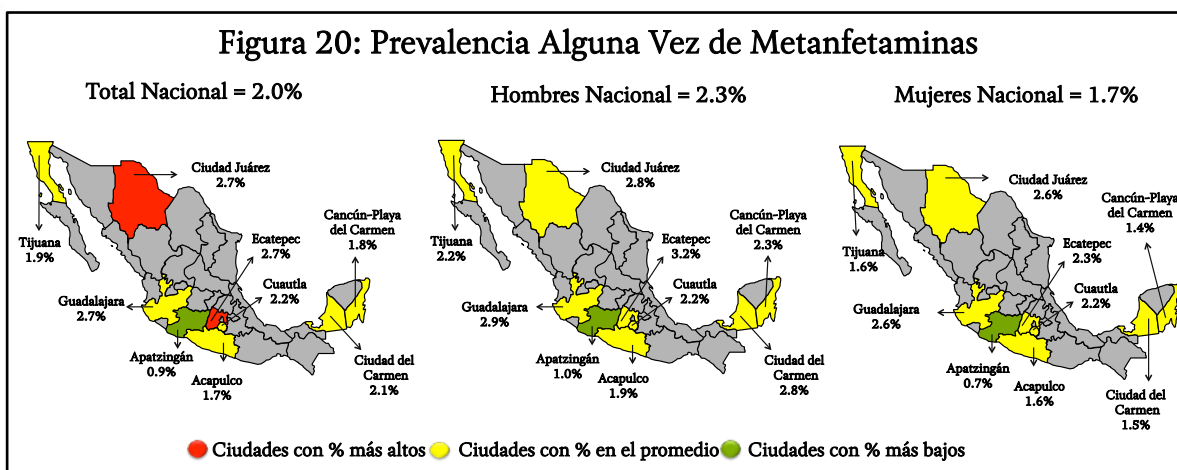 Figura 20: Prevalencia Alguna Vez de Metanfetaminas
Total Nacional = 2.0%
Ciudad Juárez
2.7%
Cancún-Playa
del Carmen
1.8%
Tijuana
1.9%
Ecatepec
2.7%
Cuautla
2.2%
Guadalajara
2.7%
Apatzingán
0.9%
Acapulco
1.7%
Ciudad del
Carmen
2.1%
Hombres Nacional = 2.3%
Ciudad Juárez
2.8%
Cancún-Playa
del Carmen
2.3%
Tijuana
2.2%
Ecatepec
3.2%
Cuautla
2.2%
Guadalajara
2.9%
Apatzingán
1.0%
Acapulco
1.9%
Ciudad del
Carmen
2.8%
Mujeres Nacional = 1.7%
Ciudad Juárez
2.6%
Cancún-Playa
del Carmen
1.4%
Tijuana
1.6%
Ecatepec
2.3%
Cuautla
2.2%
Guadalajara
2.6%
Apatzingán
0.7%
Acapulco
1.6%
Ciudad del
Carmen
1.5%
Ciudades con % más altos
Ciudades con % en el promedio
Ciudades con % más bajos